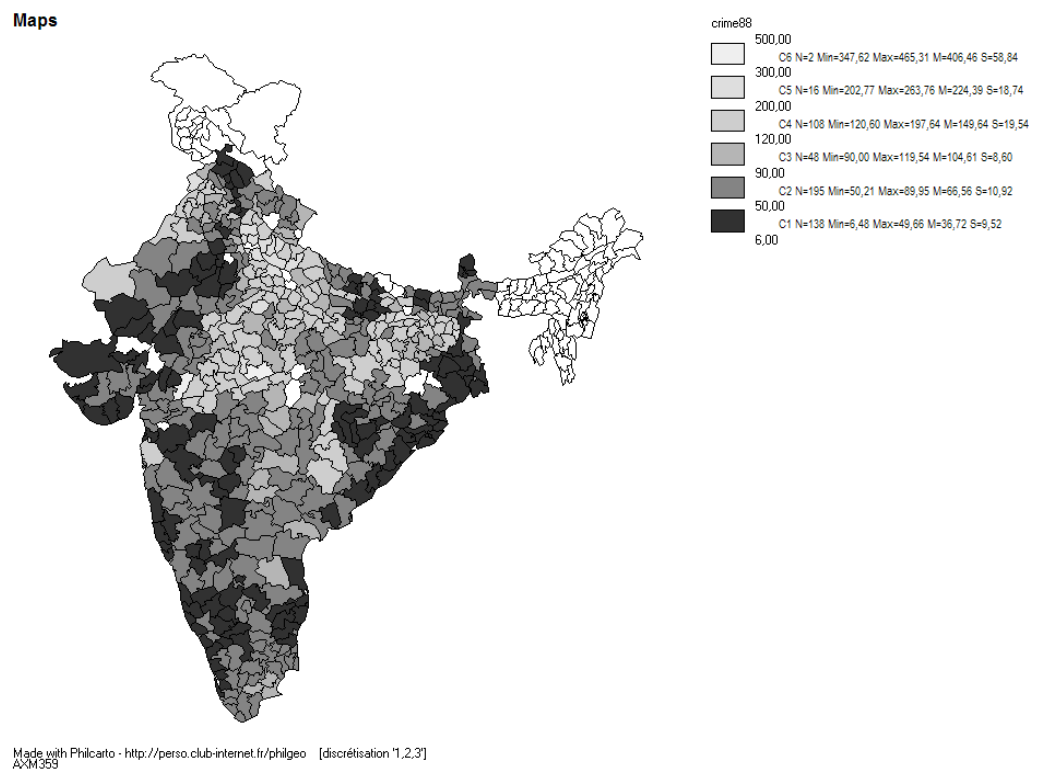 Maps
crime88
500,00
C6 N=2 Min=347,62 Max=465,31 M=406,46 S=58,84
300,00
C5 N=16 Min=202,77 Max=263,76 M=224,39 S=18,74
200,00
C4 N=108 Min=120,60 Max=197,64 M=149,64 S=19,54
120,00
C3 N=48 Min=90,00 Max=119,54 M=104,61 S=8,60
90,00
C2 N=195 Min=50,21 Max=89,95 M=66,56 S=10,92
50,00
C1 N=138 Min=6,48 Max=49,66 M=36,72 S=9,52
6,00
Made with Philcarto - http://perso.club-internet.fr/philgeo [discrétisation '1,2,3']
AXM359